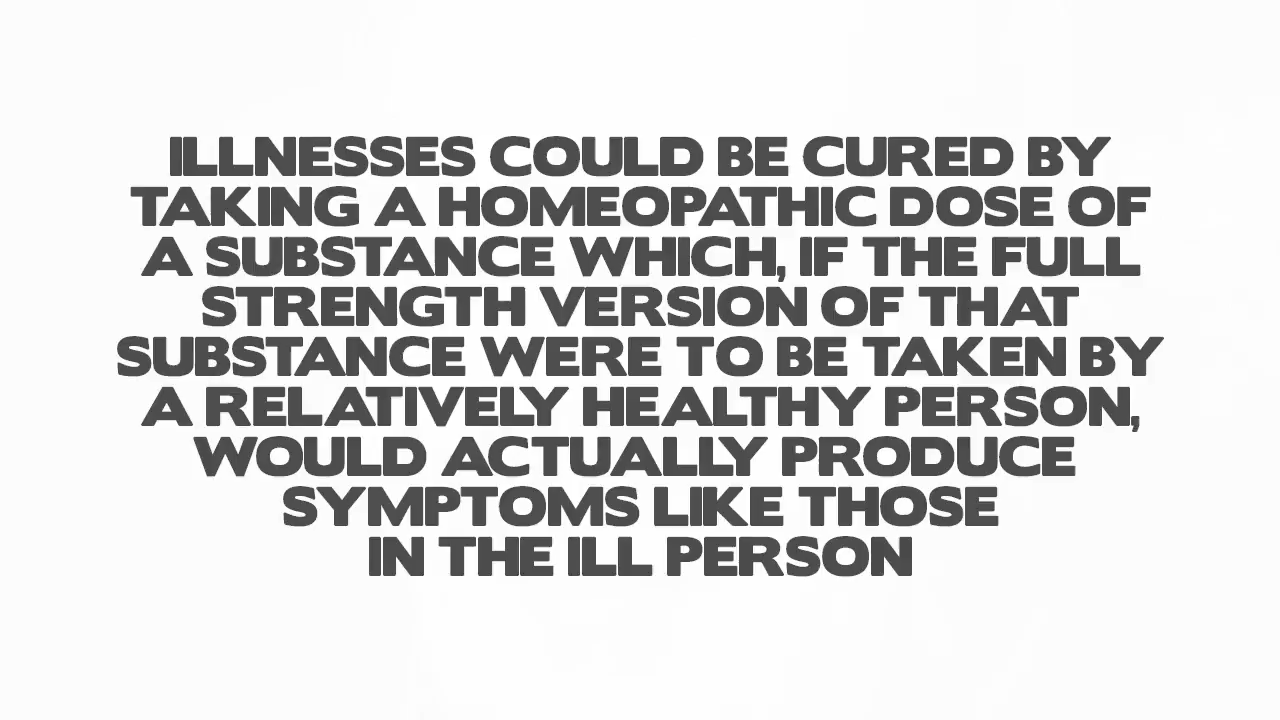 ILLNESSES COULD BE CURED BY
TAKING A HOMEOPATHIC DOSE OF
A SUBSTANCE WHICH, IF THE FULL
STRENGTH VERSION OF THAT
SUBSTANCE WERE TO BE TAKEN BY
A RELATIVELY HEALTHY PERSON,
WOULD ACTUALLY PRODUCE
SYMPTOMS LIKE THOSE
IN THE ILL PERSON